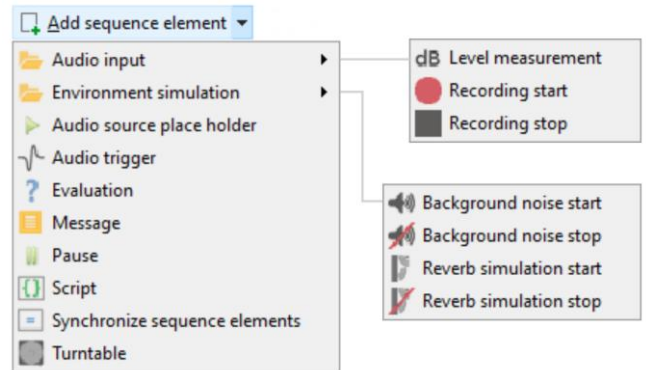 Add sequence element
Audio input
Environment simulation
Audio source place holder
Audio trigger
? Evaluation
Message
Pause
{} Script
= Synchronize sequence elements
Turntable
dB Level measurement
Recording start
Recording stop
Background noise start
Background noise stop
Reverb simulation start
Reverb simulation stop